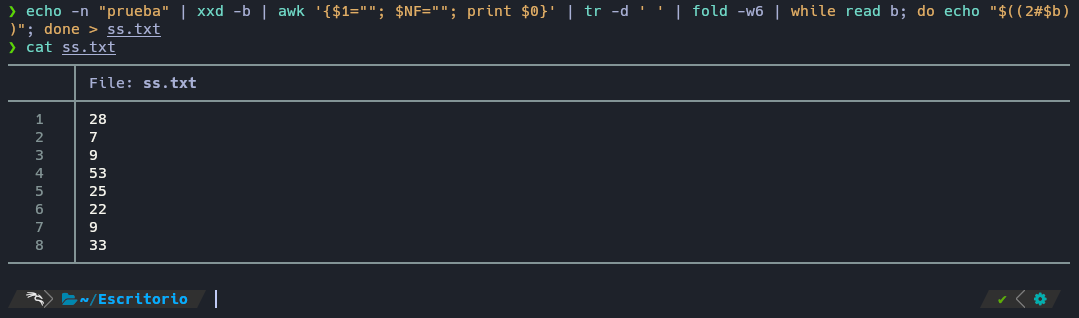 ❯ echo -n "prueba" | xxd -b | awk '{$1=""; $NF=""; print $0}' | tr -d ' ' | fold -w6 | while read b; do echo "$((2#$b)
)"; done > ss.txt
❯ cat ss.txt
File: ss.txt
1 28
2 7
3 9
4 53
5 25
6 22
7 9
8 33
~/Escritorio